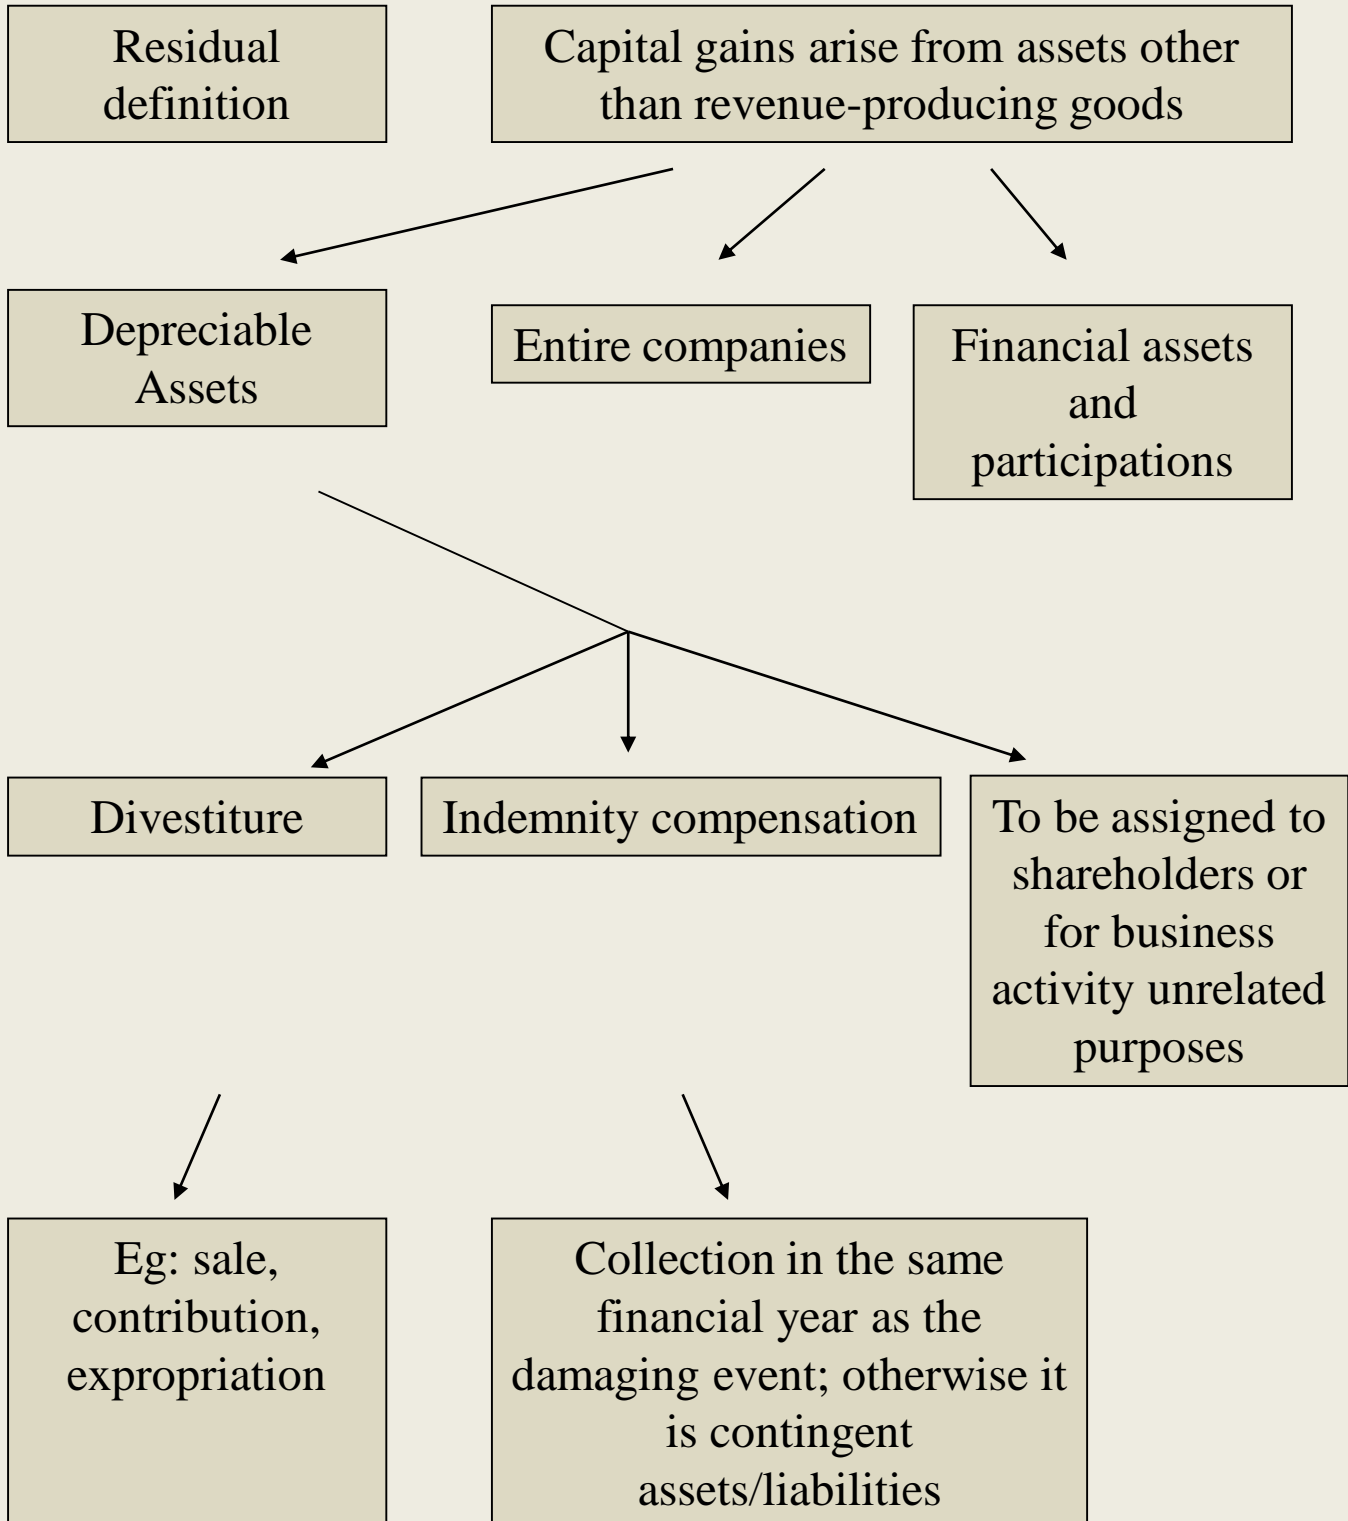 Residual
definition
Capital gains arise from assets other
than revenue-producing goods
Depreciable
Assets
Entire companies
Financial assets
and
participations
Divestiture
Indemnity compensation
To be assigned to
shareholders or
for business
activity unrelated
purposes
Eg: sale,
contribution,
expropriation
Collection in the same
financial year as the
damaging event; otherwise it
is contingent
assets/liabilities